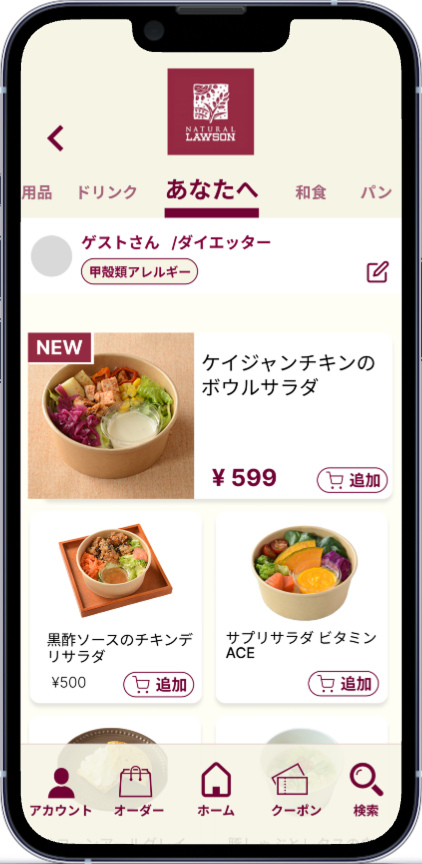 NATURAL
LAWSON
用品 ドリンク あなたへ 和食 パン
ゲストさん /ダイエッター
甲殻類アレルギー
NEW
ケイジャンチキンの
ボウルサラダ
¥ 599
追加
黒酢ソースのチキンデ
リサラダ
¥500
追加
サプリサラダ ビタミン
ACE
追加
アカウント オーダー ホーム クーポン 検索